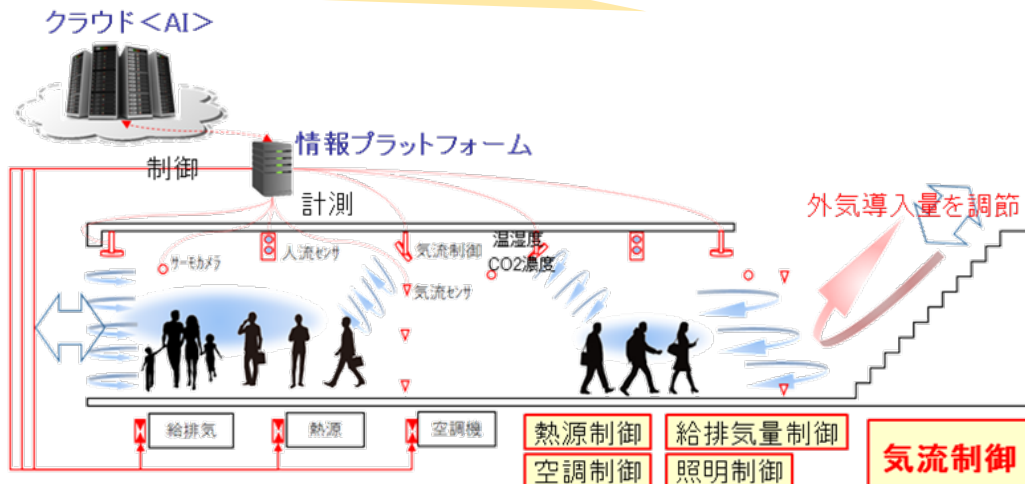 クラウド＜AI＞
情報プラットフォーム
制御
計測
外気導入量を調節
サーモカメラ
人流センサ
気流制御
温湿度
CO2濃度
気流センサ
給排気
熱源
空調機
熱源制御
給排気量制御
空調制御
照明制御
気流制御